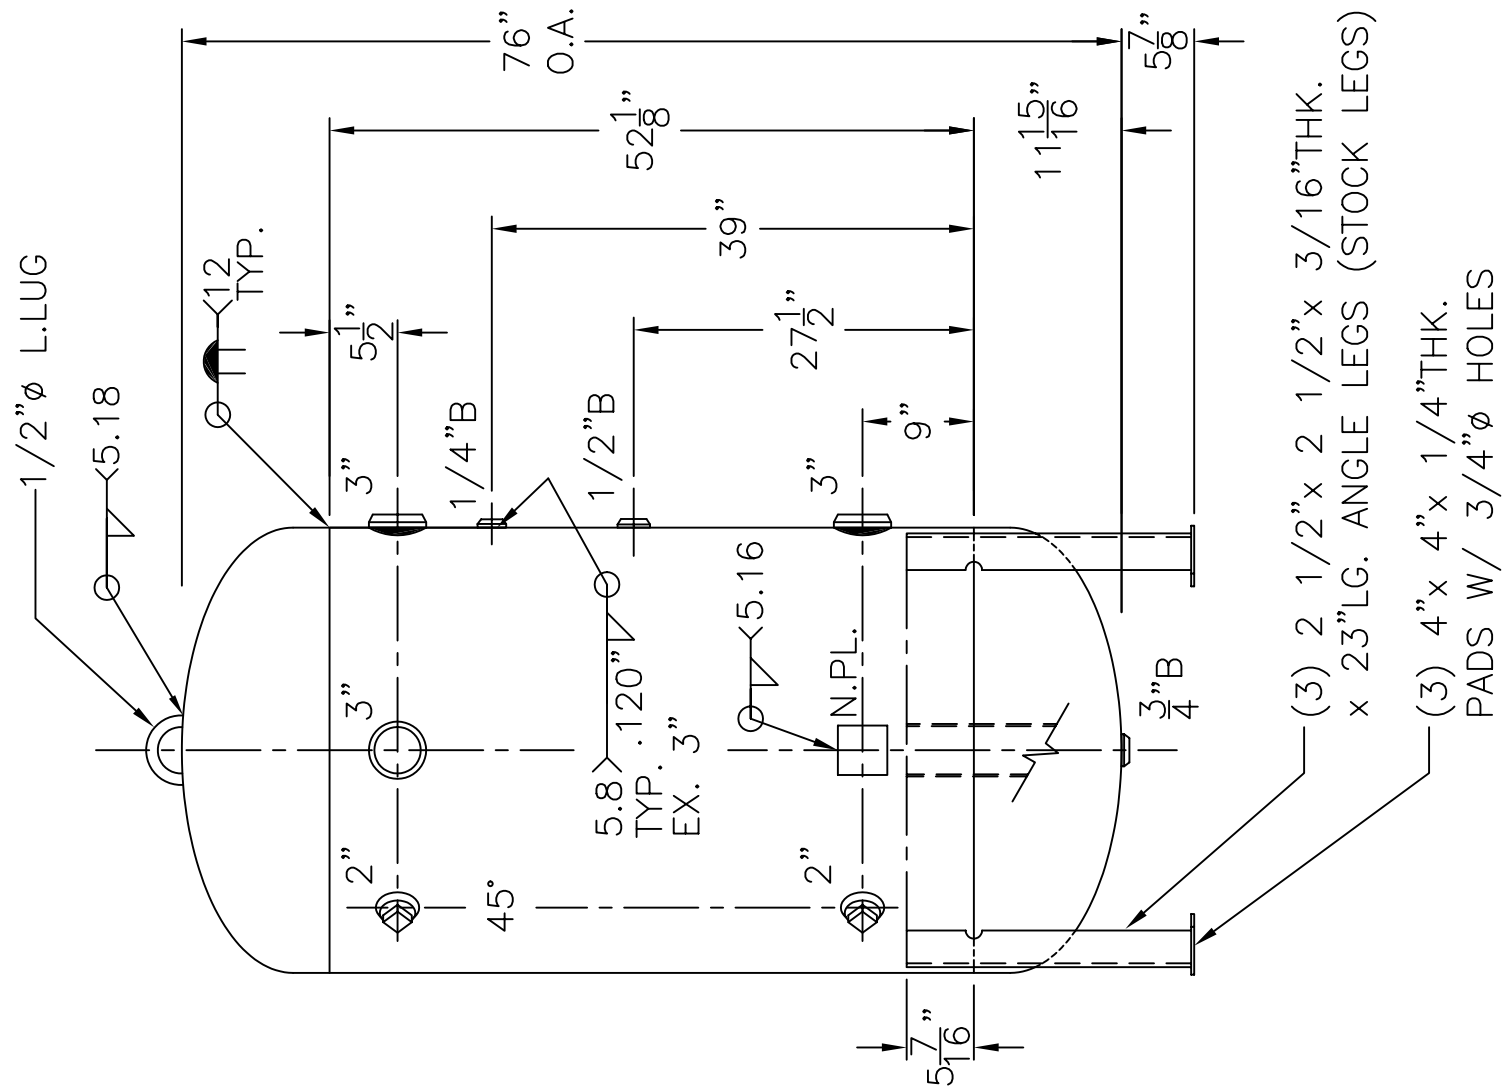 1/2"ø L.LUG
5.18
12
TYP.
76"
O.A.
52 1/8"
39"
27 1/2"
5 1/2"
9"
11 15/16"
5 7/8"
3"
1/4"B
1/2"B
3"
3"
2"
45°
5.8
TYP. .120"
EX. 3"
5.16
N.PL.
2"
3/4"B
5 7/16"
(3) 2 1/2"x 2 1/2"x 3/16"THK.
x 23"LG. ANGLE LEGS (STOCK LEGS)
(3) 4"x 4"x 1/4"THK.
PADS W/ 3/4"ø HOLES